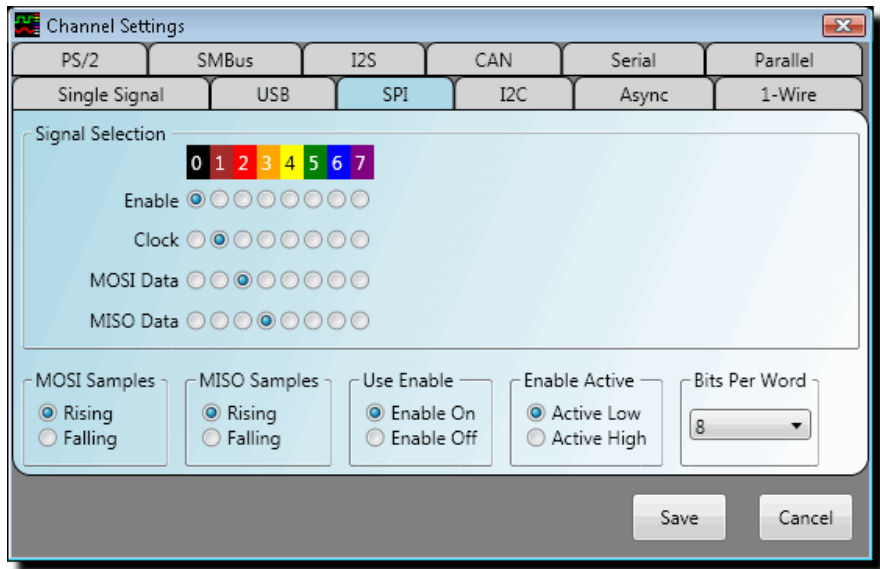 Channel Settings
PS/2 SMBus I2S CAN Serial Parallel
Single Signal USB SPI I2C Async 1-Wire
Signal Selection
0 1 2 3 4 5 6 7
Enable
Clock
MOSI Data
MISO Data
MOSI Samples MISO Samples Use Enable Enable Active Bits Per Word
Rising Rising Enable On Active Low 8
Falling Falling Enable Off Active High
Save Cancel